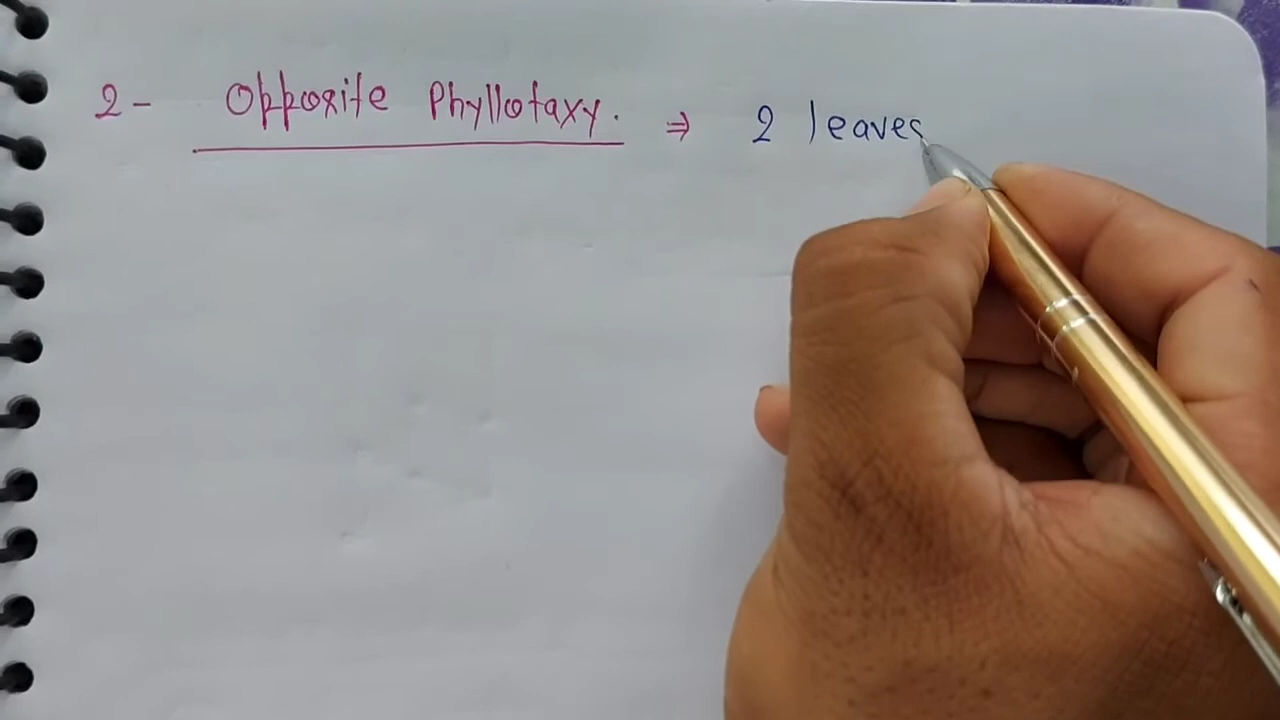 2- Opposite Phyllotaxy. ⇒ 2 leaves